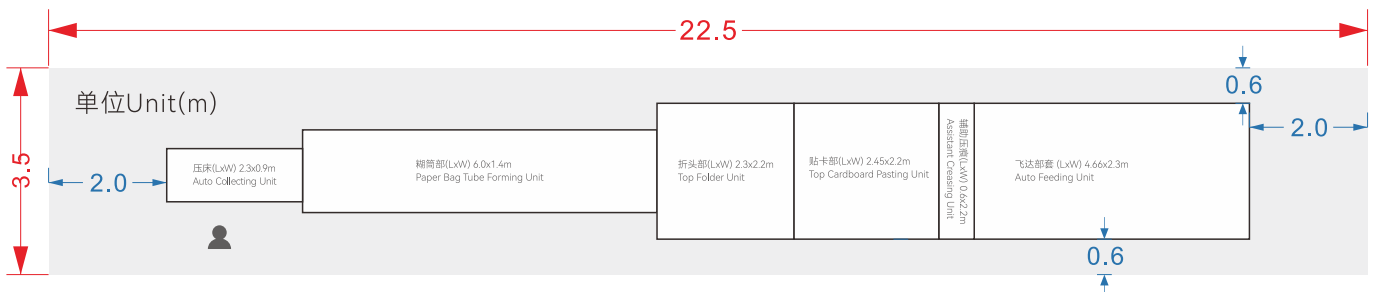 22.5
0.6
单位Unit(m)
3.5
2.0
压床(LxW) 2.3x0.9m
Auto Collecting Unit
糊筒部(LxW) 6.0x1.4m
Paper Bag Tube Forming Unit
折头部(LxW) 2.3x2.2m
Top Folder Unit
贴卡部(LxW) 2.45x2.2m
Top Cardboard Pasting Unit
辅助压痕(LxW) 0.6x2.2m
Assistant Creasing Unit
飞达部套 (LxW) 4.66x2.3m
Auto Feeding Unit
2.0
0.6